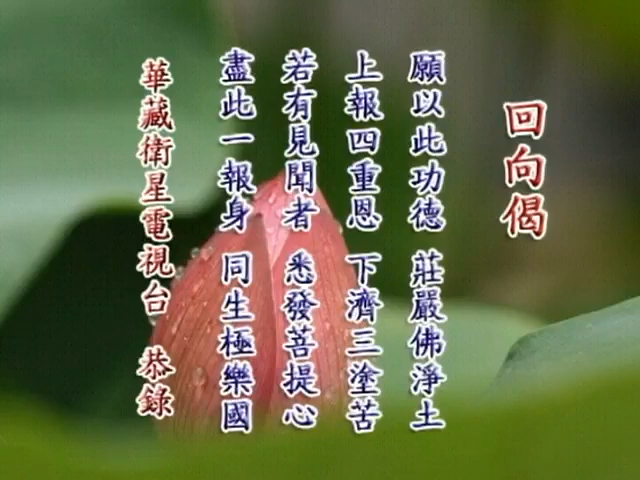 回向偈
願以此功德 莊嚴佛淨土
上報四重恩 下濟三塗苦
若有見聞者 悉發菩提心
盡此一報身 同生極樂國
華藏衛星電視台 恭錄